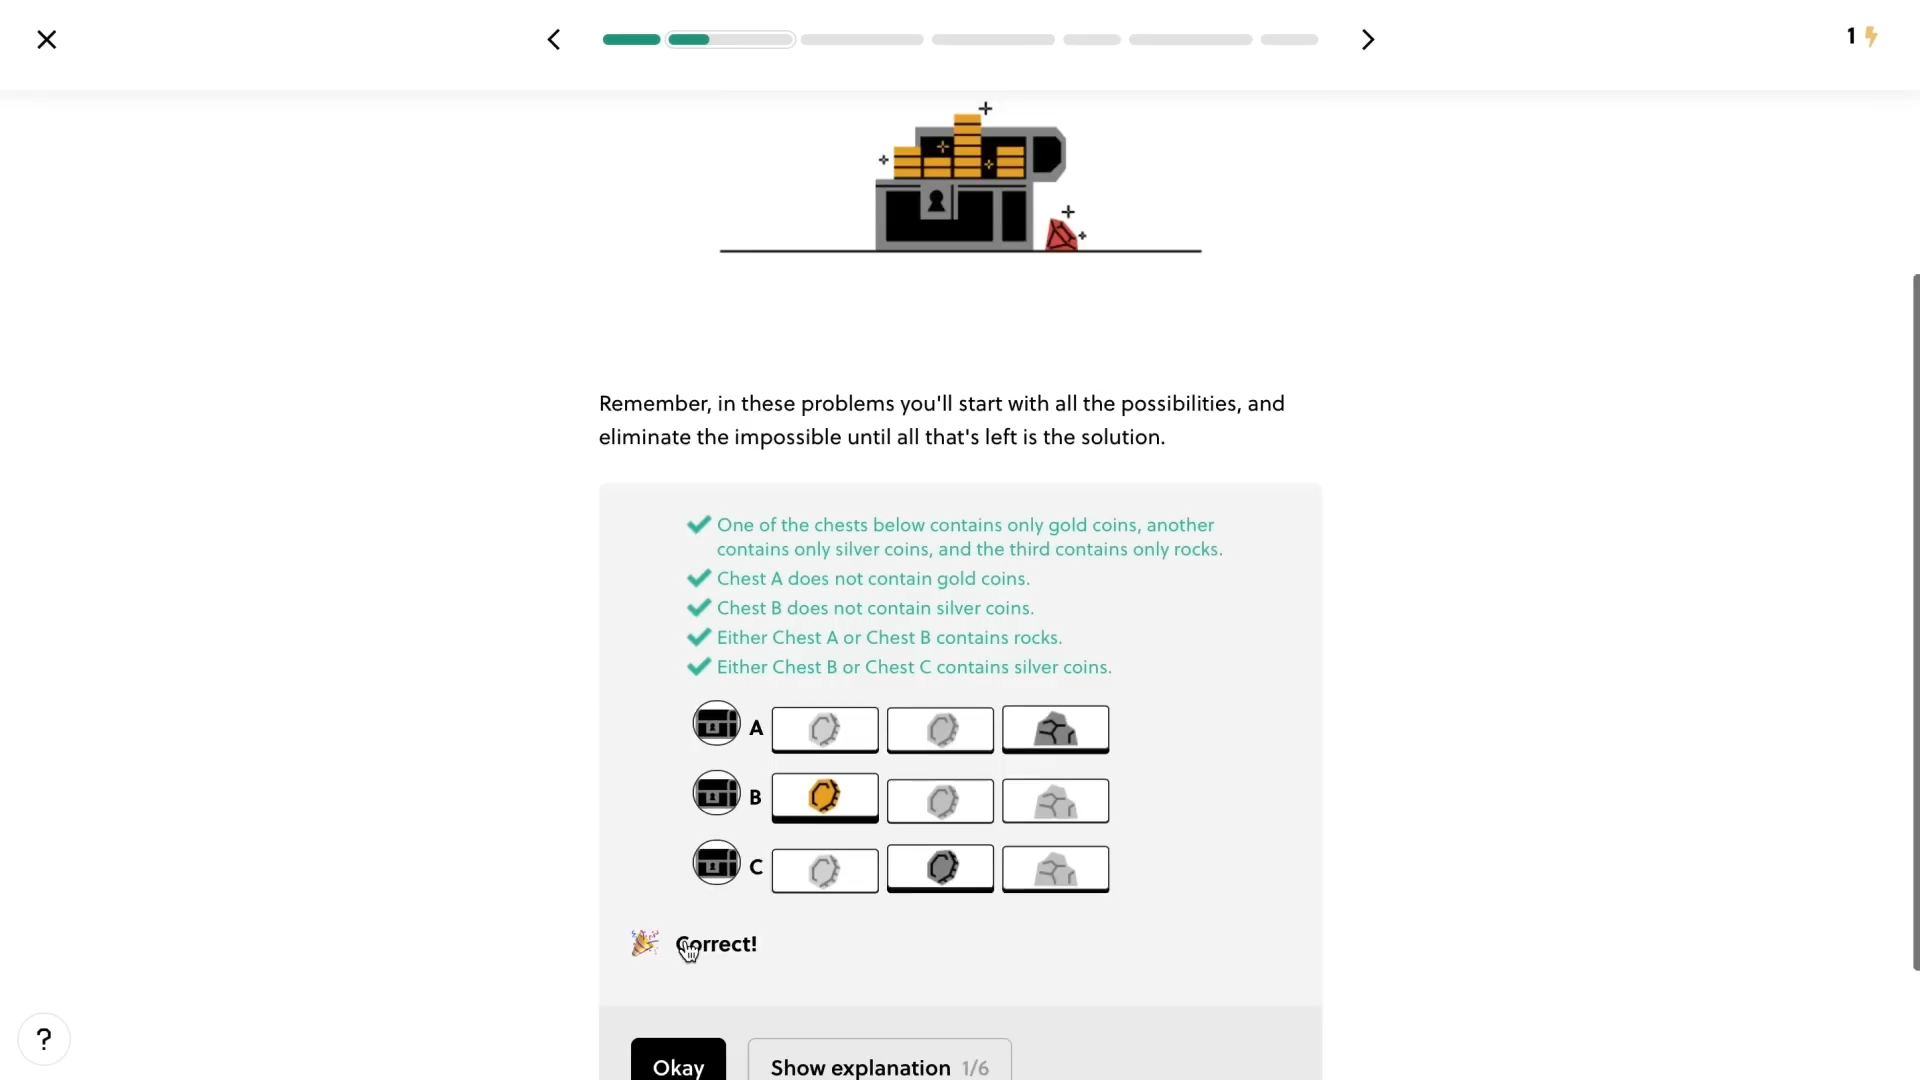 1
Remember, in these problems you'll start with all the possibilities, and
eliminate the impossible until all that's left is the solution.
One of the chests below contains only gold coins, another
contains only silver coins, and the third contains only rocks.
Chest A does not contain gold coins.
Chest B does not contain silver coins.
Either Chest A or Chest B contains rocks.
Either Chest B or Chest C contains silver coins.
A
B
C
Correct!
Okay Show explanation 1/6
?